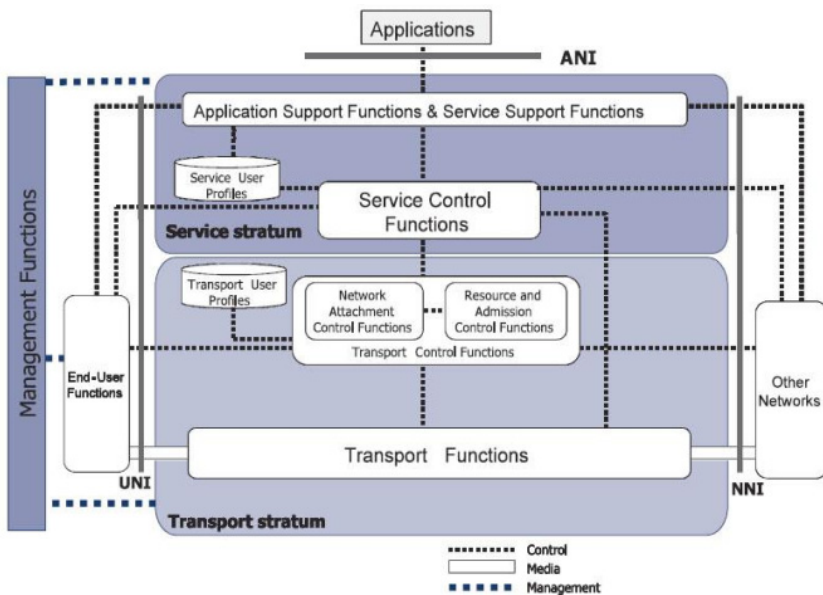 Applications
ANI
Application Support Functions & Service Support Functions
Service User
Profiles
Service Control
Functions
Service stratum
Management Functions
Transport User
Profiles
Network
Attachment
Control Functions
Resource and
Admission
Control Functions
Transport Control Functions
End-User
Functions
Other
Networks
Transport Functions
UNI
NNI
Transport stratum
Control
Media
Management